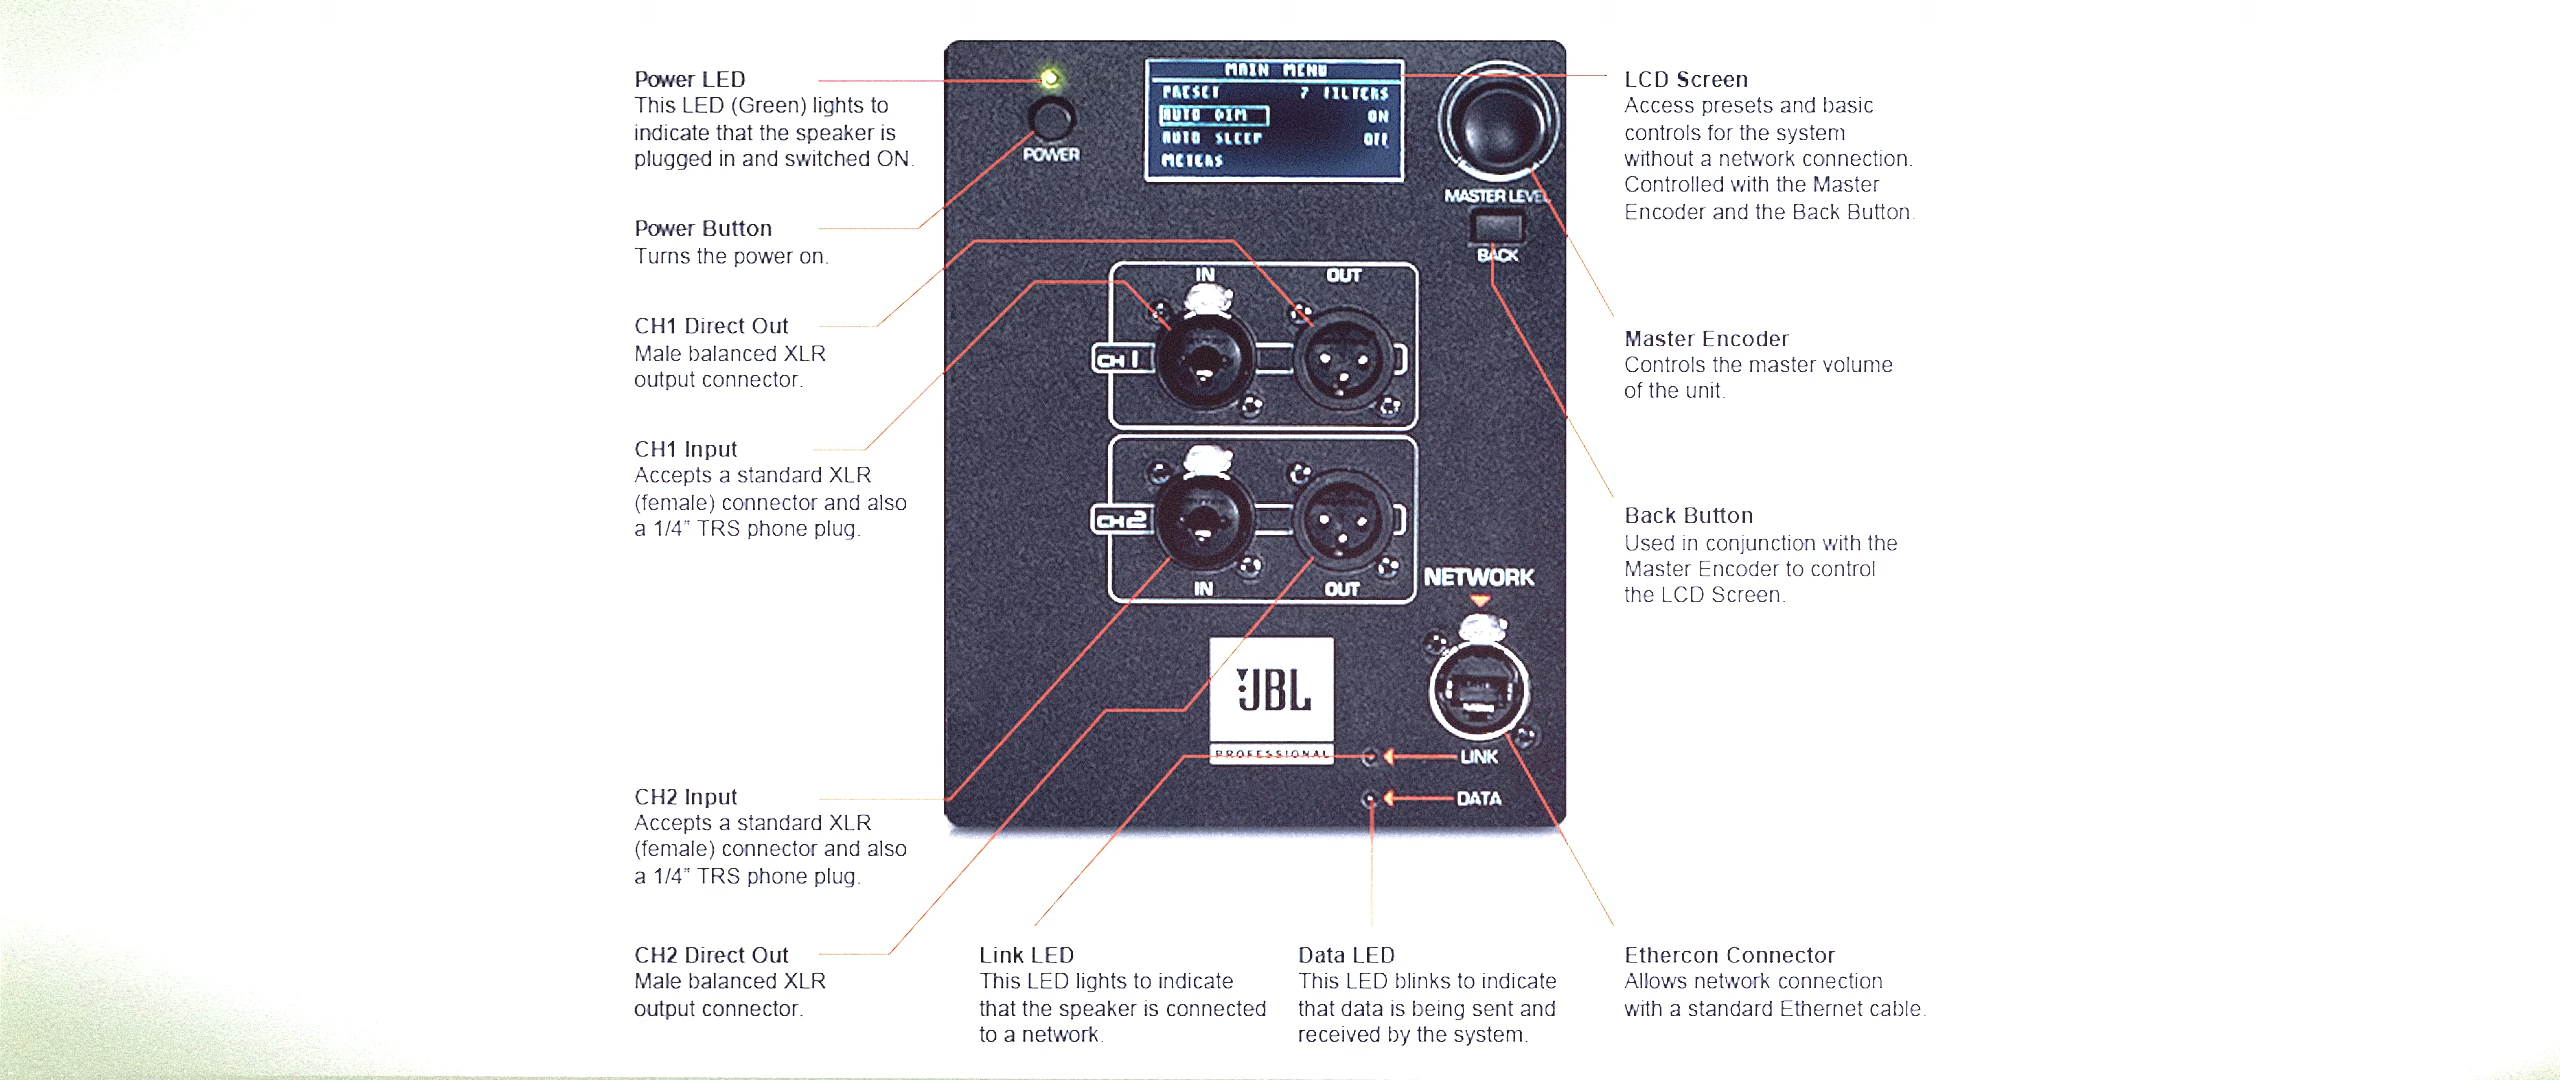 Power LED
This LED (Green) lights to
indicate that the speaker is
plugged in and switched ON.
Power Button
Turns the power on.
CH1 Direct Out
Male balanced XLR
output connector.
CH1 Input
Accepts a standard XLR
(female) connector and also
a 1/4" TRS phone plug.
CH2 Input
Accepts a standard XLR
(female) connector and also
a 1/4" TRS phone plug.
CH2 Direct Out
Male balanced XLR
output connector.
POWER
MAIN MENU
PRESET 7 FILTERS
AUTO DIM ON
AUTO SLEEP OFF
METERS
MASTER LEVEL
BACK
IN OUT
CH 1
CH 2
IN OUT
NETWORK
JBL
PROFESSIONAL
LINK
DATA
Link LED
This LED lights to indicate
that the speaker is connected
to a network.
Data LED
This LED blinks to indicate
that data is being sent and
received by the system.
LCD Screen
Access presets and basic
controls for the system
without a network connection.
Controlled with the Master
Encoder and the Back Button.
Master Encoder
Controls the master volume
of the unit.
Back Button
Used in conjunction with the
Master Encoder to control
the LCD Screen.
Ethercon Connector
Allows network connection
with a standard Ethernet cable.